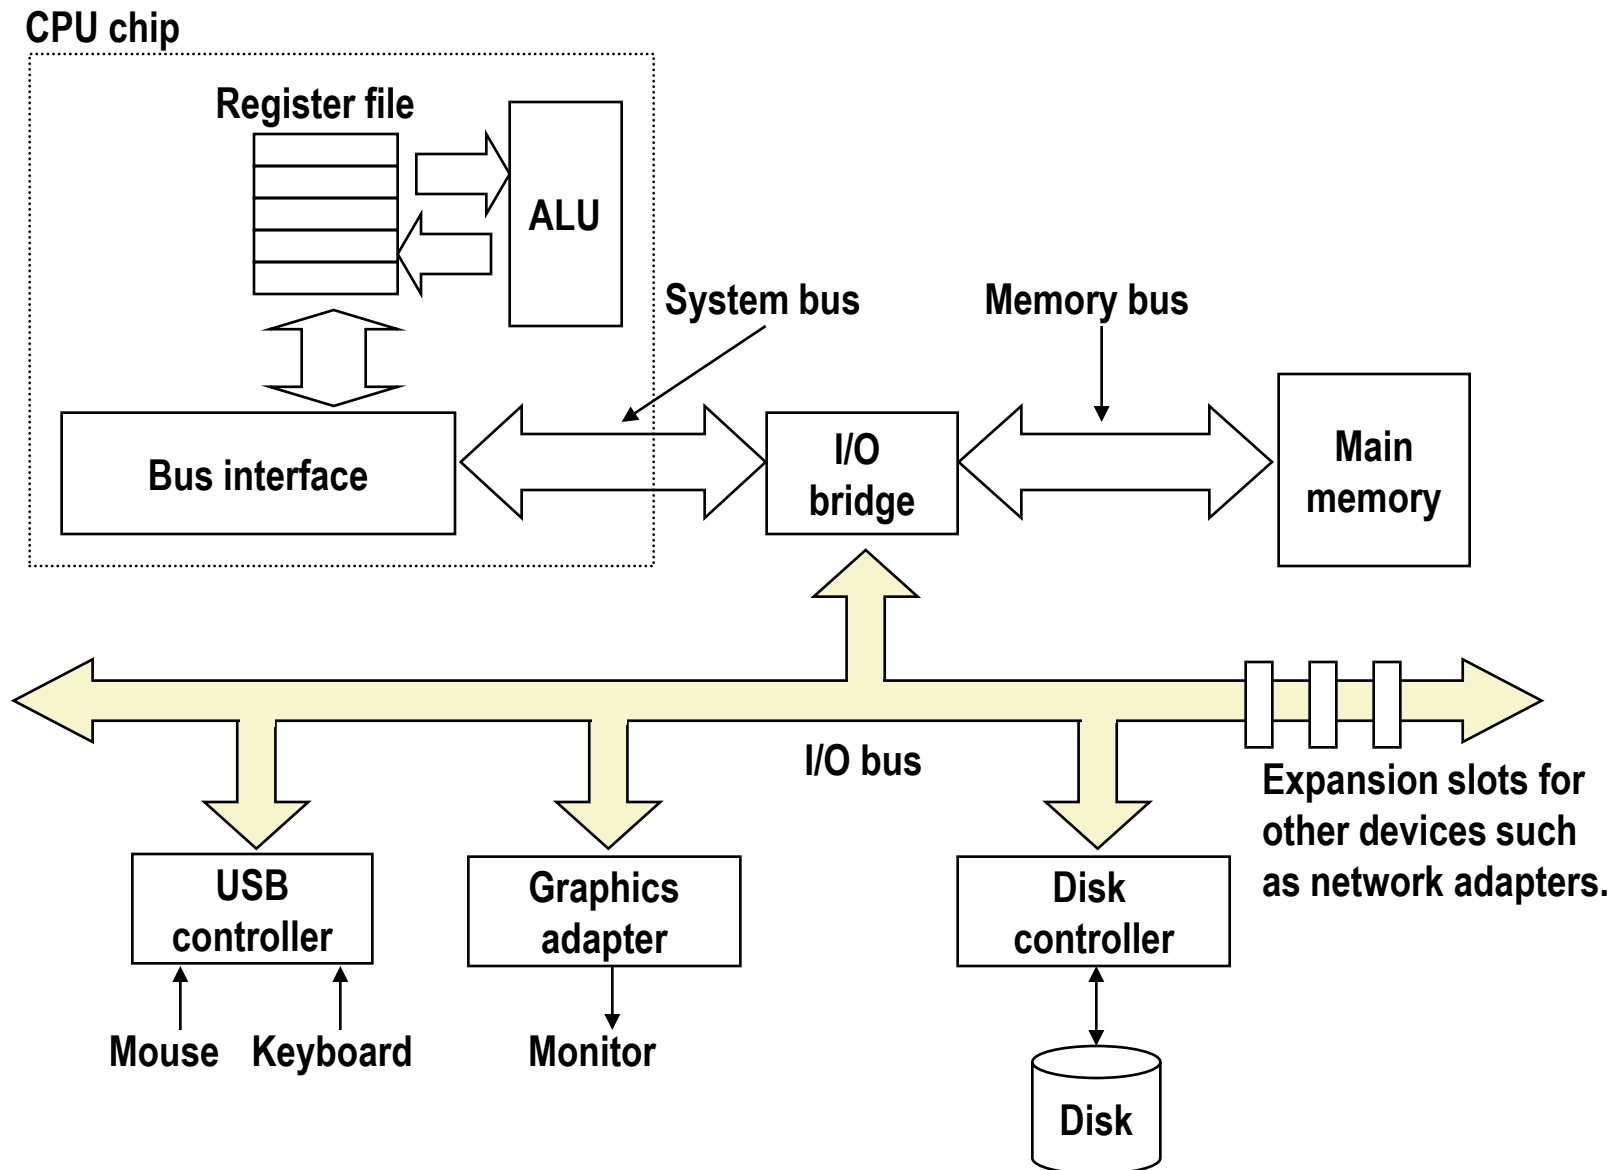 CPU chip
Register file
ALU
System bus
Memory bus
Bus interface
I/O
bridge
Main
memory
I/O bus
Expansion slots for
other devices such
as network adapters.
USB
controller
Graphics
adapter
Disk
controller
Mouse
Keyboard
Monitor
Disk